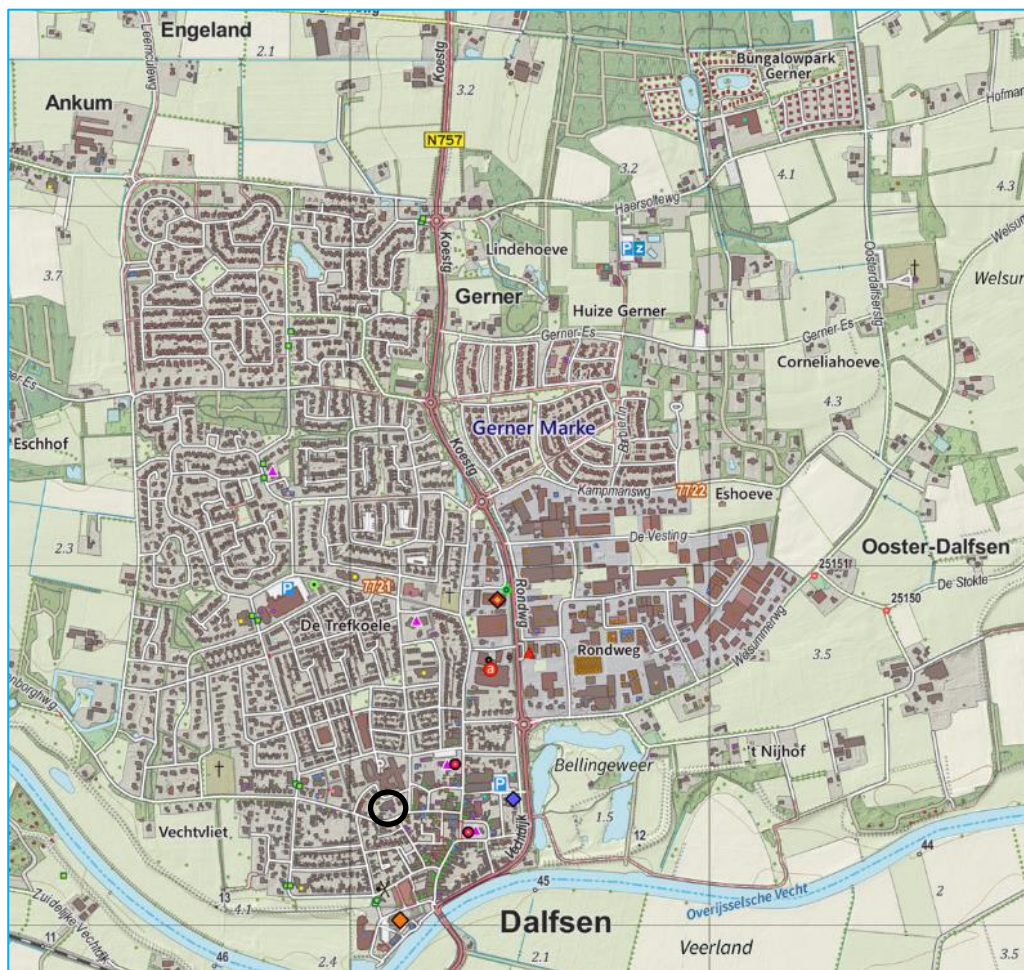 Engeland
2.1
Leemculewg
Koestg
3.2
Ankum
N757
Bungalowpark
Gerner
Hofman
3.2
4.1
4.3
Haersoltewg
Koestg
Lindehoeve
P Z
Welsum
3.7
Gerner
Huize Gerner
Oosterdalfserstg
Welsum
Gerner Es
Gerner Es
Corneliahoeve
4.3
Eschhof
Gerner Marke
Koestg
Kampmanswg
7722
Eshoeve
2.3
De Vesting
Ooster-Dalfsen
25151
De Stokte
25150
P
7721
De Trefkoele
Rondwg
Rondweg
Welsummerwg
3.5
a
't Nijhof
P
Bellingeweer
P
1.5
Vechtvliet
Vechtdijk
12
44
13
4.1
45
Overijsselsche Vecht
2
Zuidelijke Vechtdijk
Dalfsen
11
46
2.4
2.1
Veerland
3.5